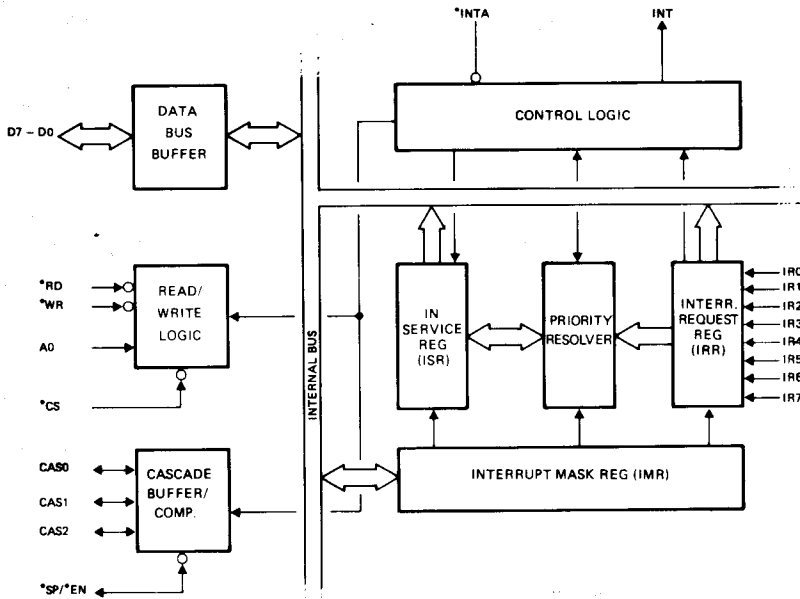 *INTA
INT
DATA
BUS
BUFFER
D7 – D0
CONTROL LOGIC
*RD
*WR
A0
*CS
READ/
WRITE
LOGIC
INTERNAL BUS
IN
SERVICE
REG
(ISR)
PRIORITY
RESOLVER
INTERR.
REQUEST
REG
(IRR)
IR0
IR1
IR2
IR3
IR4
IR5
IR6
IR7
CAS0
CAS1
CAS2
*SP/*EN
CASCADE
BUFFER/
COMP.
INTERRUPT MASK REG (IMR)